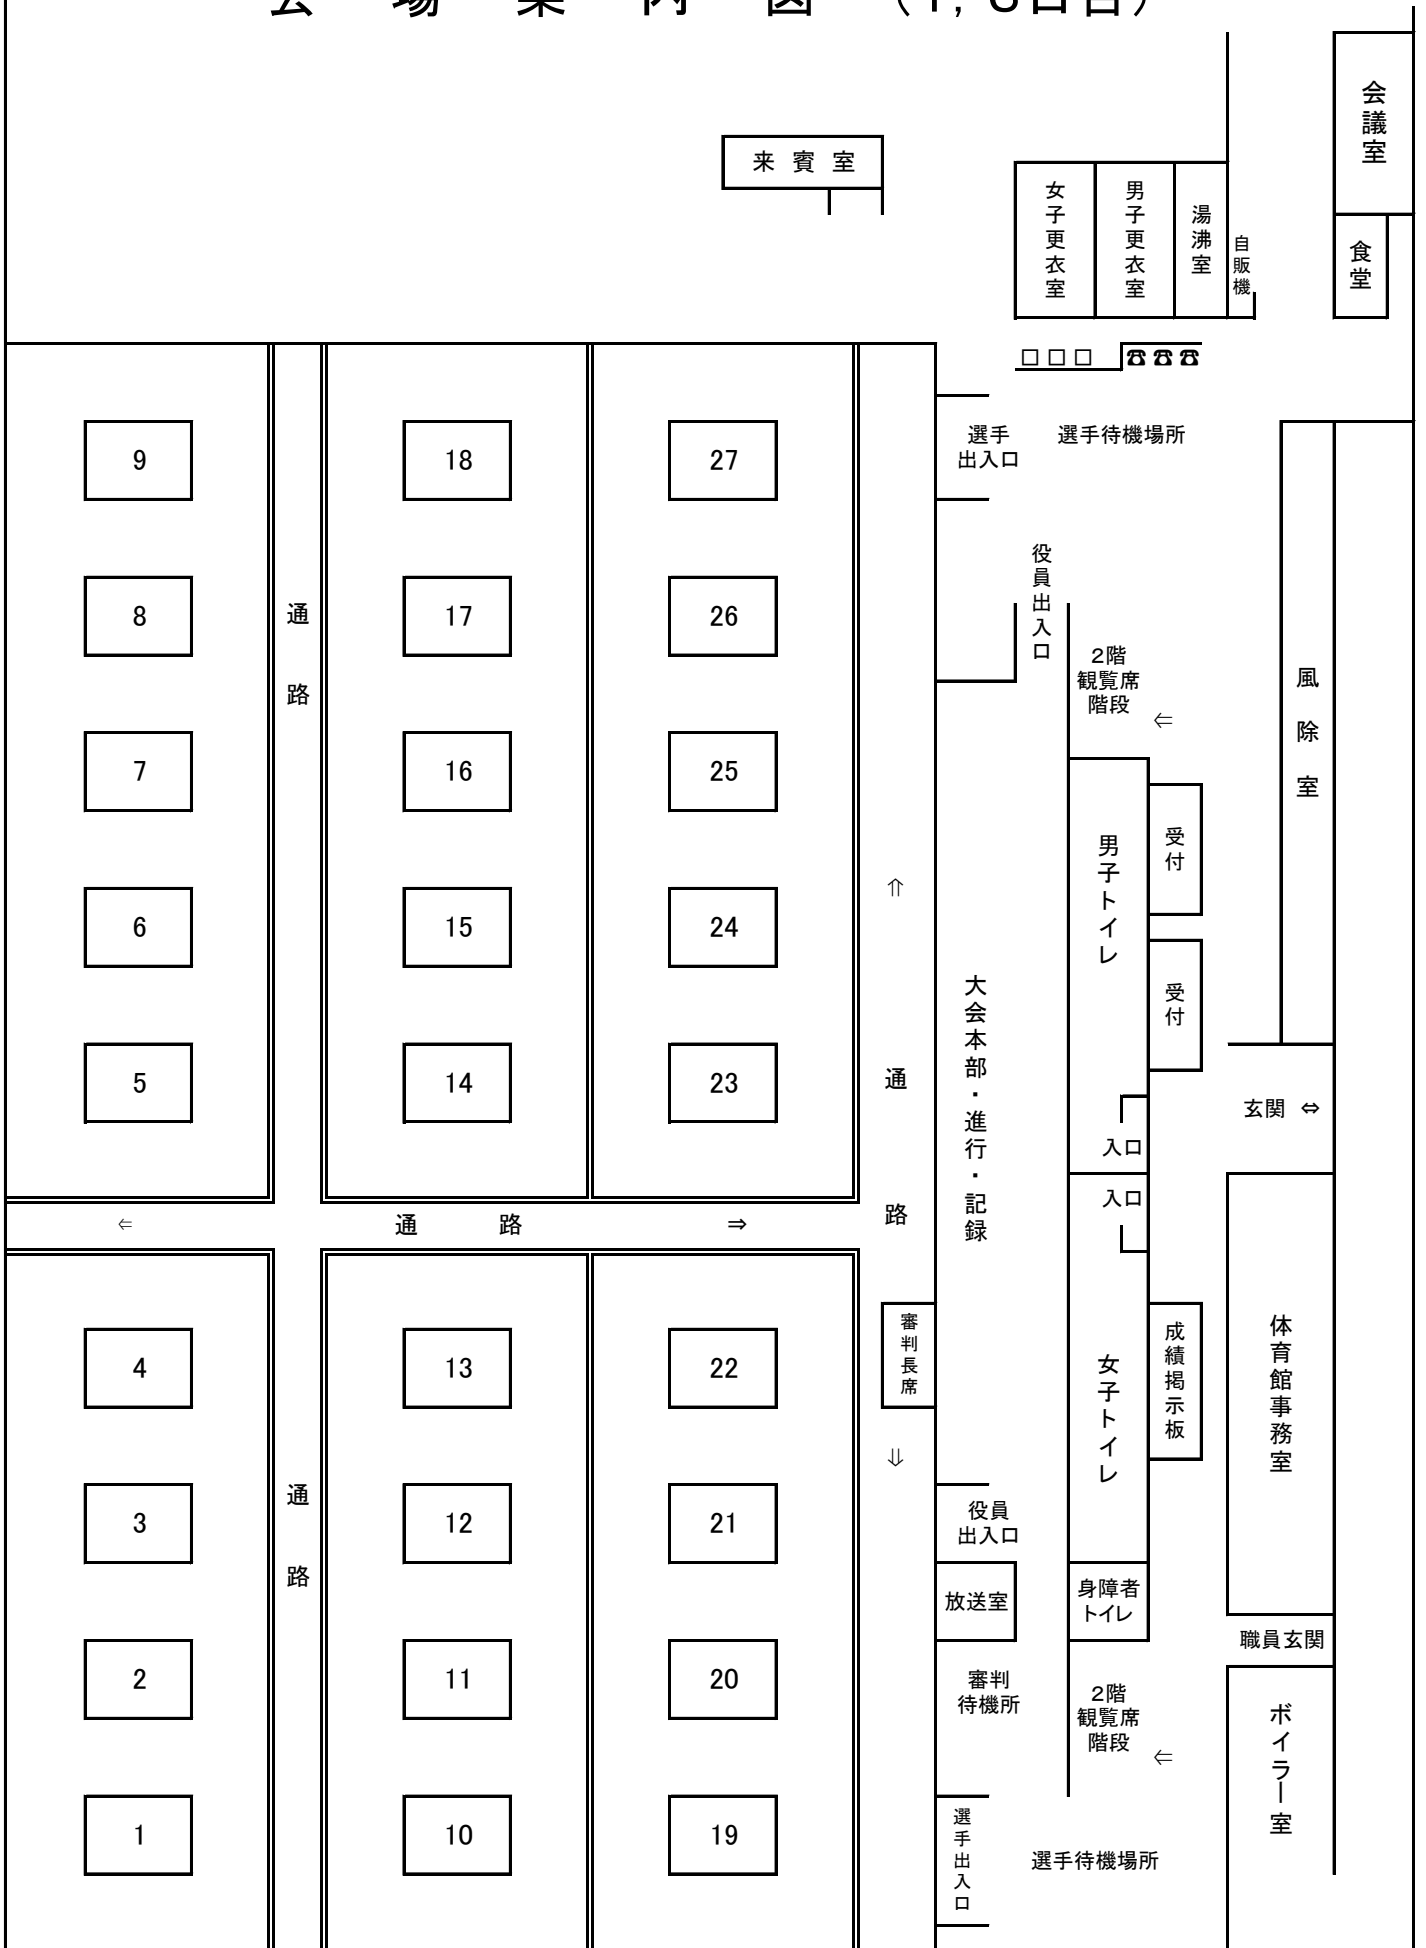 会 場 案 内 図 （1, 3日目）
会議室
来 賓 室
女子更衣室
男子更衣室
湯沸室
自販機
食堂
□□□ ☎☎☎
選手
出入口
選手待機場所
9
18
27
役員出入口
8
通路
17
26
2階
観覧席
階段
⇐
風除室
7
16
25
男子トイレ
受付
6
15
24
⇑
受付
大会本部・進行・記録
5
14
23
通路
玄関 ⇔
入口
入口
⇐ 通 路 ⇒
4
13
22
審判長席
女子トイレ
成績掲示板
体育館事務室
⇓
3
通路
12
21
役員
出入口
放送室
身障者
トイレ
職員玄関
2
11
20
審判
待機所
2階
観覧席
階段
⇐
ボイラー室
1
10
19
選手出入口
選手待機場所